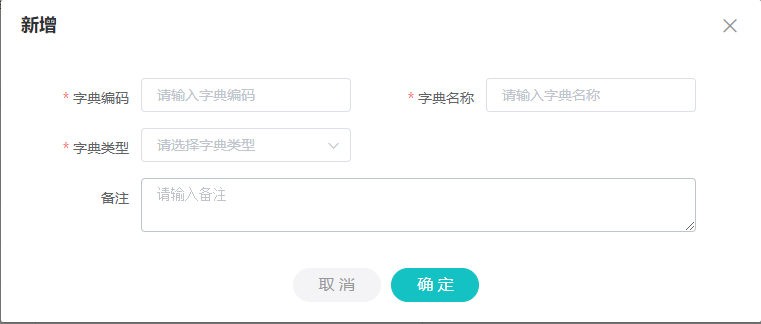 新增
* 字典编码 请输入字典编码 * 字典名称 请输入字典名称
* 字典类型 请选择字典类型
备注 请输入备注
取 消 确 定